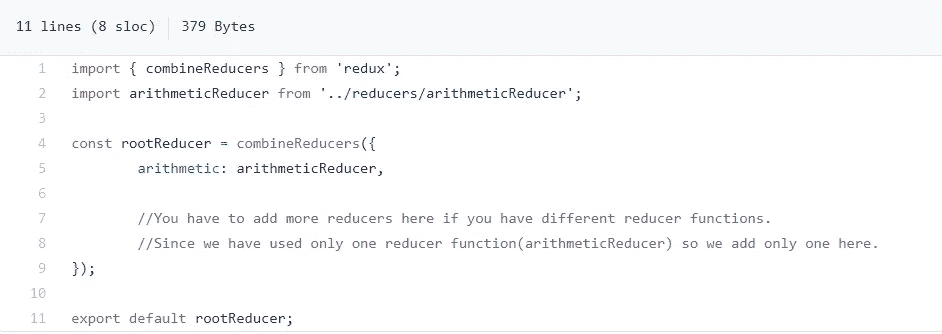 11 lines (8 sloc) 379 Bytes
1 import { combineReducers } from 'redux';
2 import arithmeticReducer from '../reducers/arithmeticReducer';
3
4 const rootReducer = combineReducers({
5 arithmetic: arithmeticReducer,
6
7 //You have to add more reducers here if you have different reducer functions.
8 //Since we have used only one reducer function(arithmeticReducer) so we add only one here.
9 });
10
11 export default rootReducer;